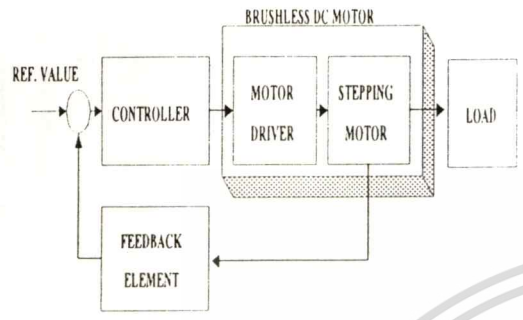 BRUSHLESS DC MOTOR
REF. VALUE
CONTROLLER
MOTOR
DRIVER
STEPPING
MOTOR
LOAD
FEEDBACK
ELEMENT